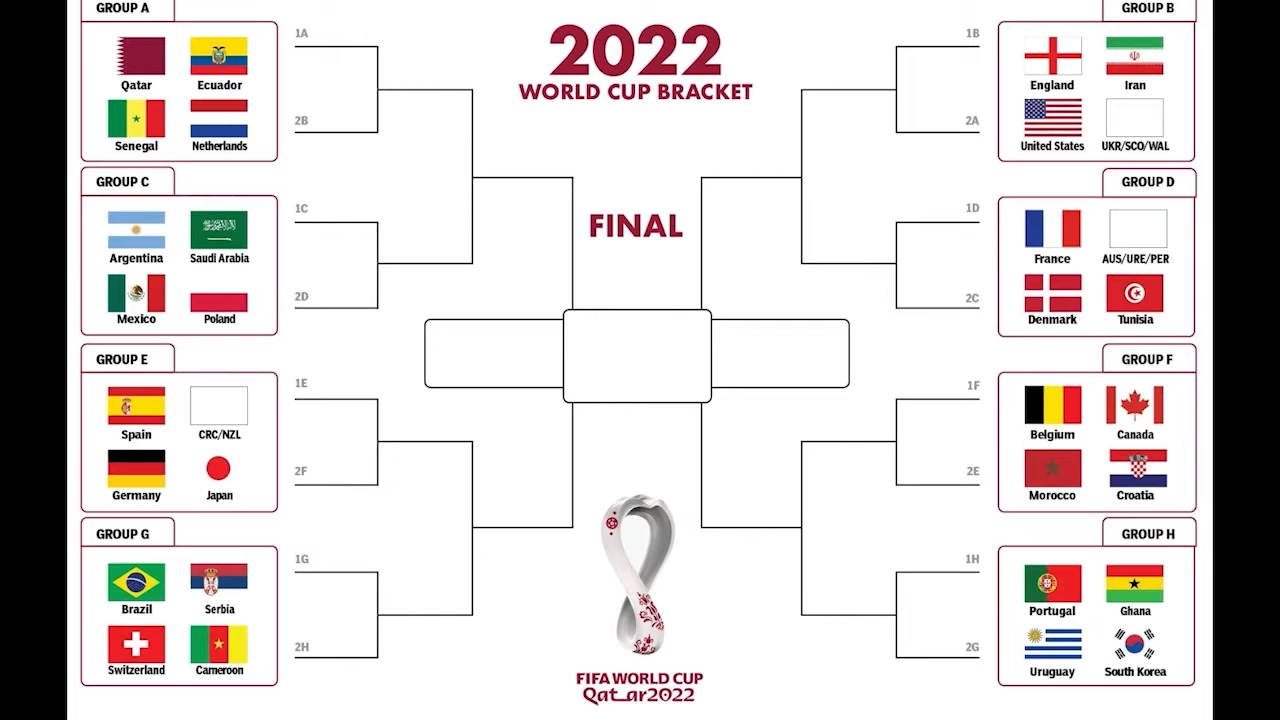 GROUP A
Qatar
Ecuador
Senegal
Netherlands
GROUP C
Argentina
Saudi Arabia
Mexico
Poland
GROUP E
Spain
CRC/NZL
Germany
Japan
GROUP G
Brazil
Serbia
Switzerland
Cameroon
1A
2B
1C
2D
1E
2F
1G
2H
2022
WORLD CUP BRACKET
FINAL
FIFA WORLD CUP
Qatar2022
1B
2A
1D
2C
1F
2E
1H
2G
GROUP B
England
Iran
United States
UKR/SCO/WAL
GROUP D
France
AUS/URE/PER
Denmark
Tunisia
GROUP F
Belgium
Canada
Morocco
Croatia
GROUP H
Portugal
Ghana
Uruguay
South Korea